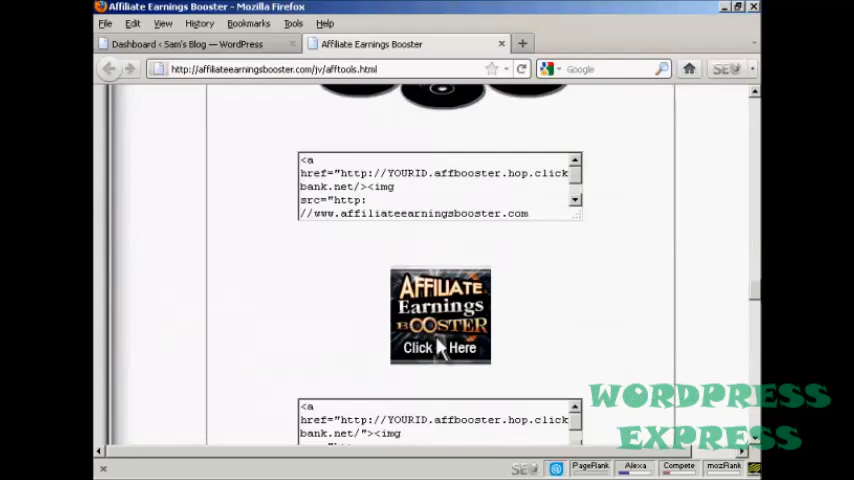 Affiliate Earnings Booster - Mozilla Firefox
File Edit View History Bookmarks Tools Help
Dashboard ‹ Sam's Blog — WordPress
Affiliate Earnings Booster
http://affiliateearningsbooster.com/jv/afftools.html
Google
SEO
<a
href="http://YOURID.affbooster.hop.click
bank.net/><img
src="http:
//www.affiliateearningsbooster.com
AFFILIATE
Earnings
BOOSTER
Click Here
<a
href="http://YOURID.affbooster.hop.click
bank.net/"><img
WORDPRESS
EXPRESS
SEO
PageRank
Alexa
Compete
mozRank